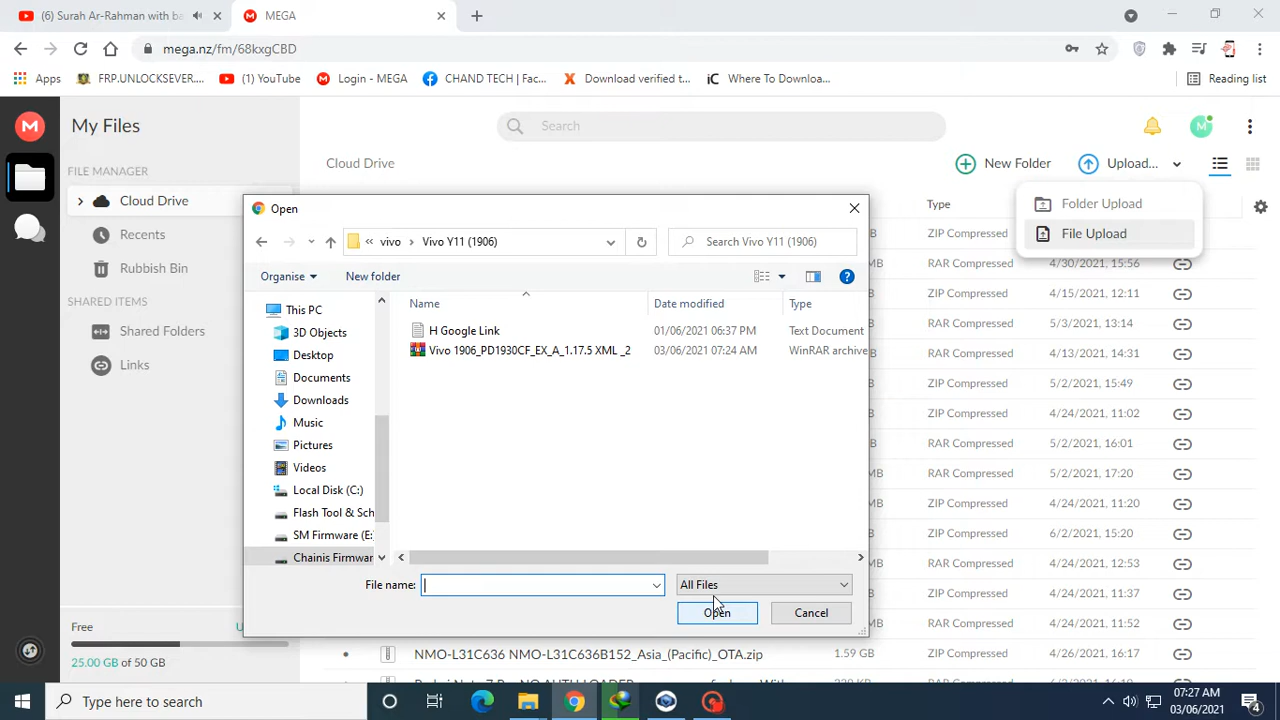 (6) Surah Ar-Rahman with ba
MEGA
mega.nz/fm/68kxgCBD
Apps
FRP.UNLOCKSEVER....
(1) YouTube
Login - MEGA
CHAND TECH | Fac...
Download verified t...
iC Where To Downloa...
Reading list
My Files
Search
M
Cloud Drive
New Folder
Upload...
FILE MANAGER
Cloud Drive
Recents
Rubbish Bin
SHARED ITEMS
Shared Folders
Links
Folder Upload
File Upload
Type
B ZIP Compressed
MB RAR Compressed 4/30/2021, 15:56
B ZIP Compressed 4/15/2021, 12:11
B RAR Compressed 5/3/2021, 13:14
MB RAR Compressed 4/13/2021, 14:31
B ZIP Compressed 5/2/2021, 15:49
B ZIP Compressed 4/24/2021, 11:02
MB RAR Compressed 5/2/2021, 16:01
B RAR Compressed 5/2/2021, 17:20
MB ZIP Compressed 4/24/2021, 11:20
B ZIP Compressed 6/2/2021, 15:20
B RAR Compressed 4/24/2021, 11:53
B ZIP Compressed 4/24/2021, 11:37
B RAR Compressed 4/24/2021, 11:52
NMO-L31C636 NMO-L31C636B152_Asia_(Pacific)_OTA.zip 1.59 GB ZIP Compressed 4/26/2021, 16:17
Open
vivo
Vivo Y11 (1906)
Search Vivo Y11 (1906)
Organise
New folder
This PC
3D Objects
Desktop
Documents
Downloads
Music
Pictures
Videos
Local Disk (C:)
Flash Tool & Sch
SM Firmware (E:
Chainis Firmwar
Name
Date modified
Type
H Google Link 01/06/2021 06:37 PM Text Document
Vivo 1906_PD1930CF_EX_A_1.17.5 XML _2 03/06/2021 07:24 AM WinRAR archive
File name:
All Files
Open
Cancel
Free
25.00 GB of 50 GB
Type here to search
07:27 AM
03/06/2021
4